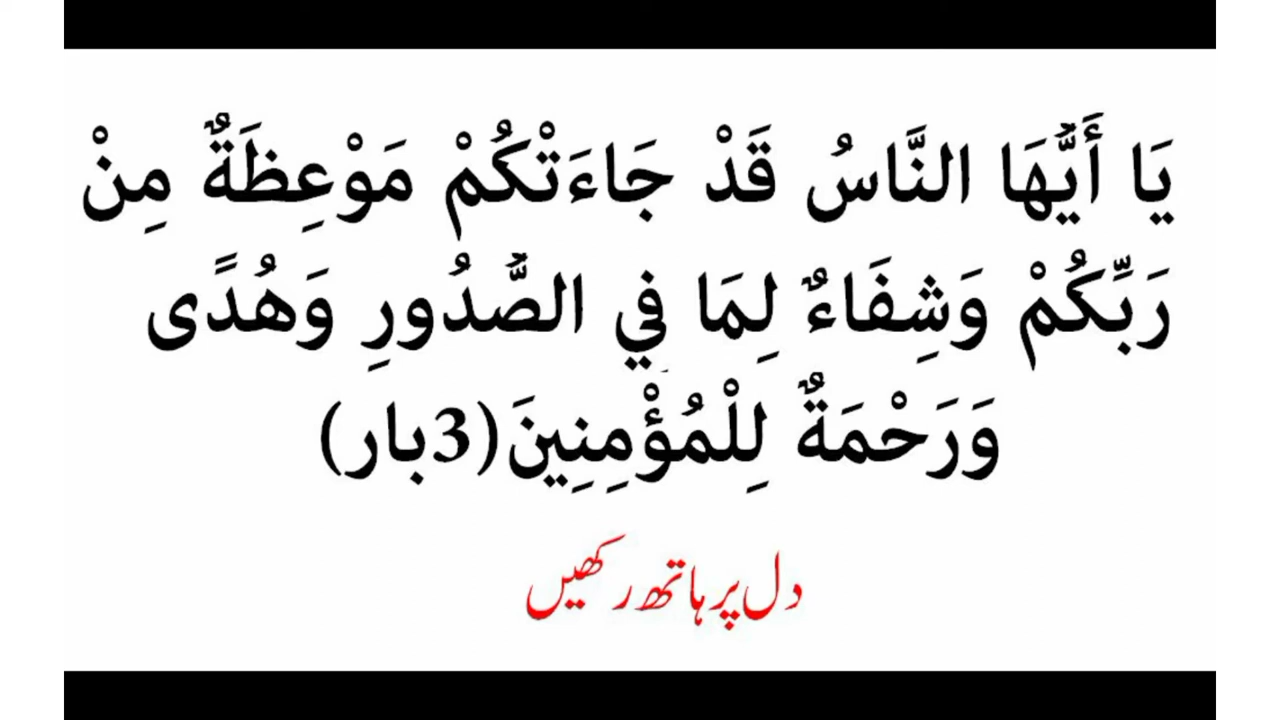 يَا أَيُّهَا النَّاسُ قَدْ جَاءَتْكُمْ مَوْعِظَةٌ مِنْ
رَبِّكُمْ وَشِفَاءٌ لِمَا فِي الصُّدُورِ وَهُدًى
وَرَحْمَةٌ لِلْمُؤْمِنِينَ(3بار)
دل پر ہاتھ رکھیں